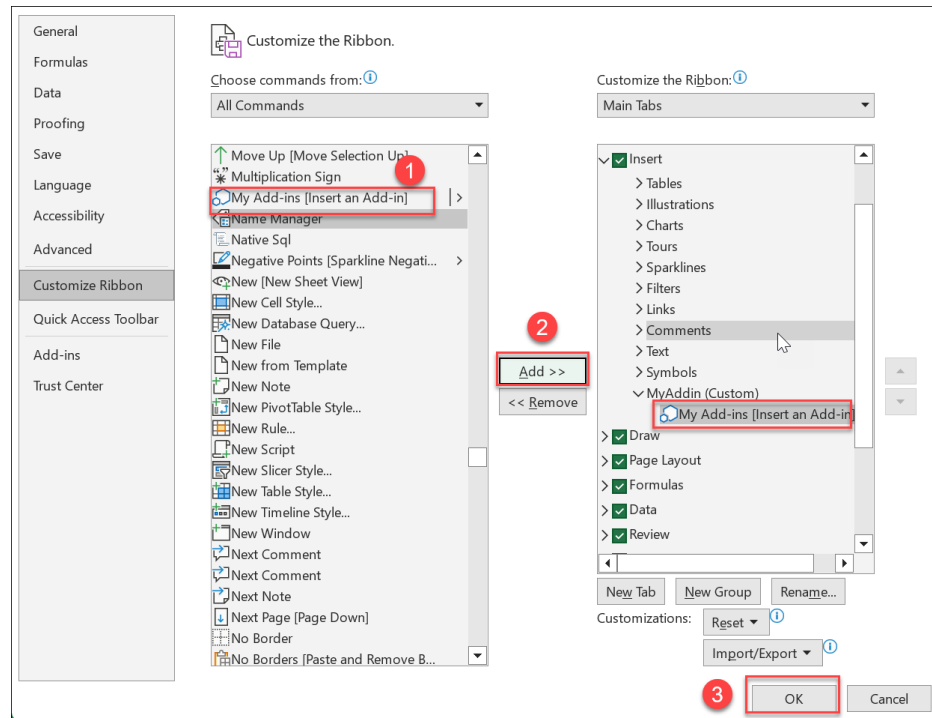 General
Formulas
Data
Proofing
Save
Language
Accessibility
Advanced
Customize Ribbon
Quick Access Toolbar
Add-ins
Trust Center
Customize the Ribbon.
Choose commands from:
All Commands
Move Up [Move Selection Up]
1
Multiplication Sign
My Add-ins [Insert an Add-in]
Name Manager
Native Sql
Negative Points [Sparkline Negati...
New [New Sheet View]
New Cell Style...
New Database Query...
New File
New from Template
New Note
New PivotTable Style...
New Rule...
New Script
New Slicer Style...
New Table Style...
New Timeline Style...
New Window
Next Comment
Next Comment
Next Note
Next Page [Page Down]
No Border
No Borders [Paste and Remove B...
2
Add >>
<< Remove
Customize the Ribbon:
Main Tabs
Insert
Tables
Illustrations
Charts
Tours
Sparklines
Filters
Links
Comments
Text
Symbols
MyAddin (Custom)
My Add-ins [Insert an Add-in]
Draw
Page Layout
Formulas
Data
Review
New Tab
New Group
Rename...
Customizations:
Reset
Import/Export
3
OK
Cancel